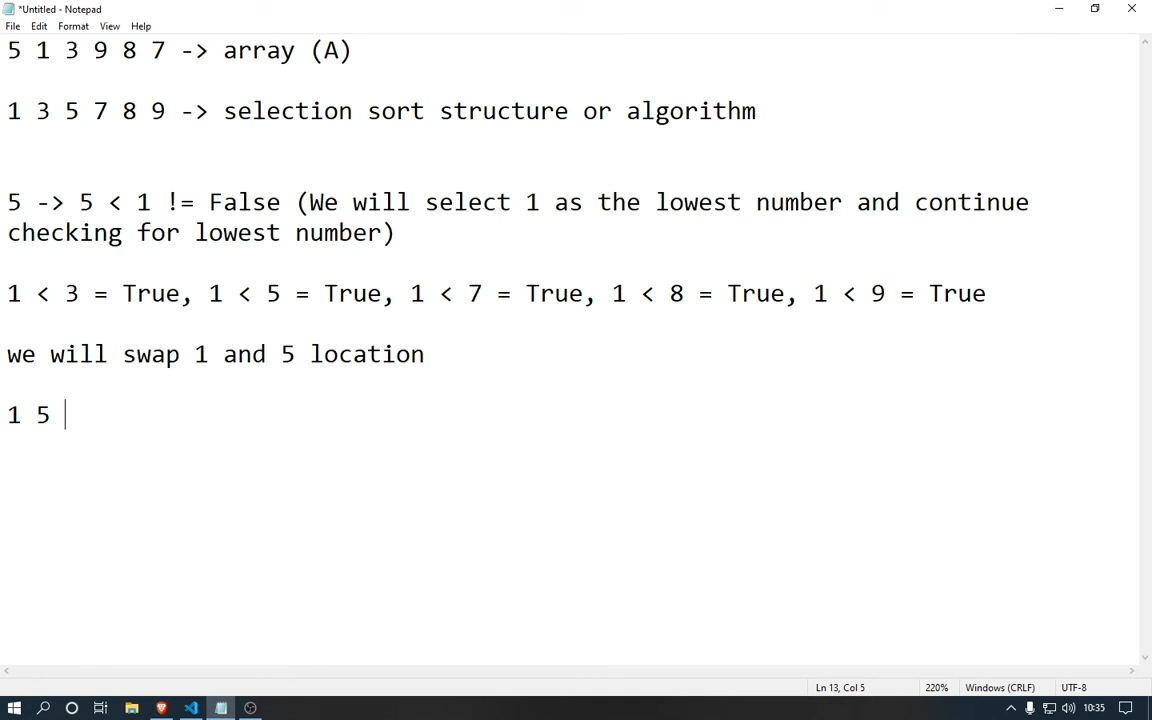 *Untitled - Notepad
File Edit Format View Help
5 1 3 9 8 7 -> array (A)
1 3 5 7 8 9 -> selection sort structure or algorithm
5 -> 5 < 1 != False (We will select 1 as the lowest number and continue
checking for lowest number)
1 < 3 = True, 1 < 5 = True, 1 < 7 = True, 1 < 8 = True, 1 < 9 = True
we will swap 1 and 5 location
1 5
Ln 13, Col 5 220% Windows (CRLF) UTF-8
10:35